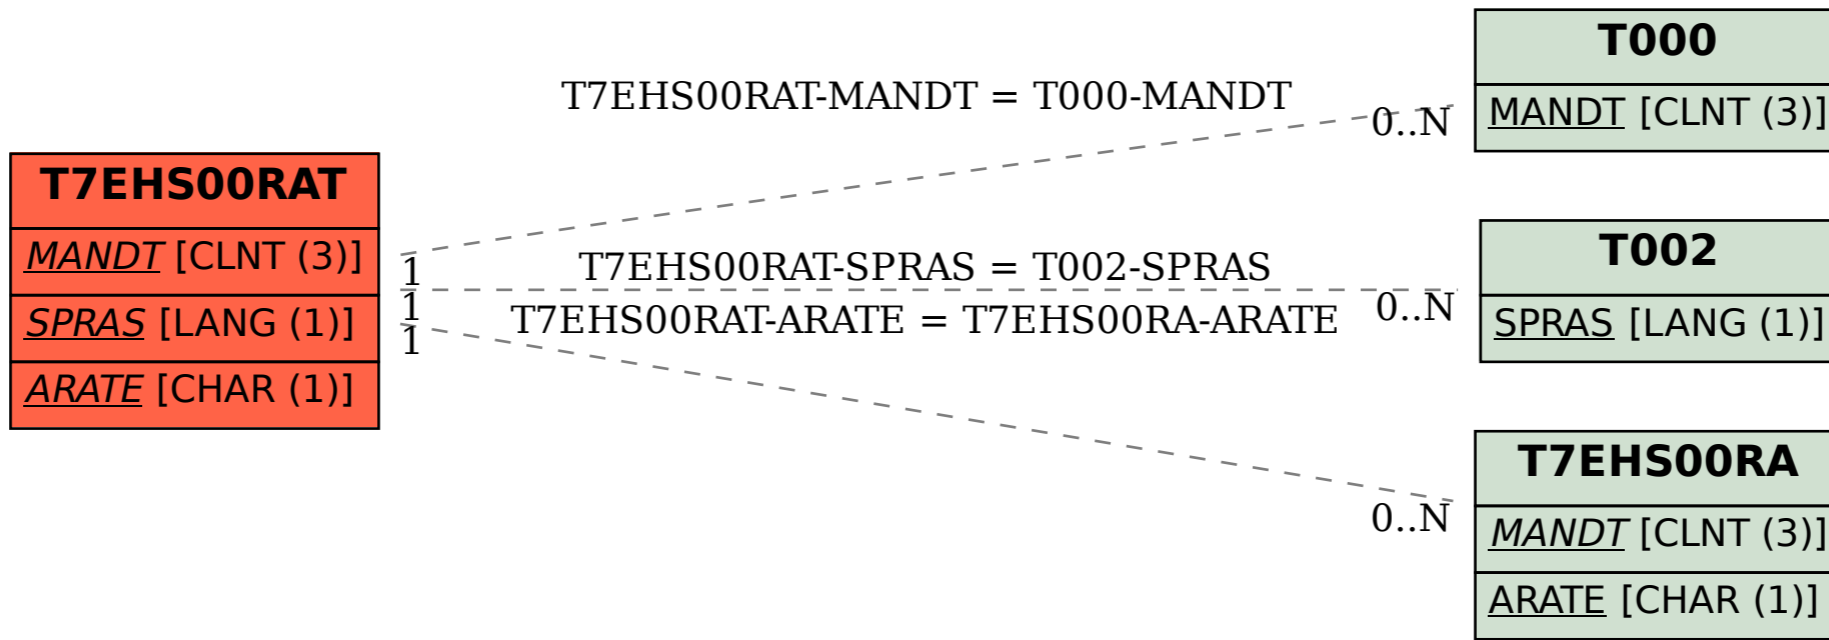 T7EHS00RAT
MANDT [CLNT (3)]
SPRAS [LANG (1)]
ARATE [CHAR (1)]
T7EHS00RAT-MANDT = T000-MANDT
0..N
1
T7EHS00RAT-SPRAS = T002-SPRAS
1
0..N
T7EHS00RAT-ARATE = T7EHS00RA-ARATE
1
0..N
T000
MANDT [CLNT (3)]
T002
SPRAS [LANG (1)]
T7EHS00RA
MANDT [CLNT (3)]
ARATE [CHAR (1)]